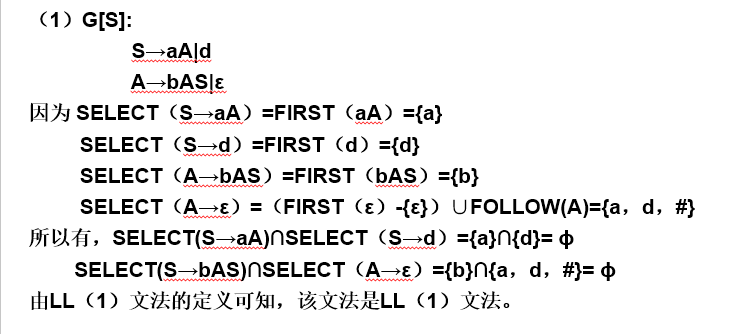 （1）G[S]:
S→aA|d
A→bAS|ε
因为 SELECT（S→aA）=FIRST（aA）={a}
SELECT（S→d）=FIRST（d）={d}
SELECT（A→bAS）=FIRST（bAS）={b}
SELECT（A→ε）=（FIRST（ε）-{ε}）∪FOLLOW(A)={a，d，#}
所以有，SELECT(S→aA)∩SELECT（S→d）={a}∩{d}= ф
SELECT(S→bAS)∩SELECT（A→ε）={b}∩{a，d，#}= ф
由LL（1）文法的定义可知，该文法是LL（1）文法。